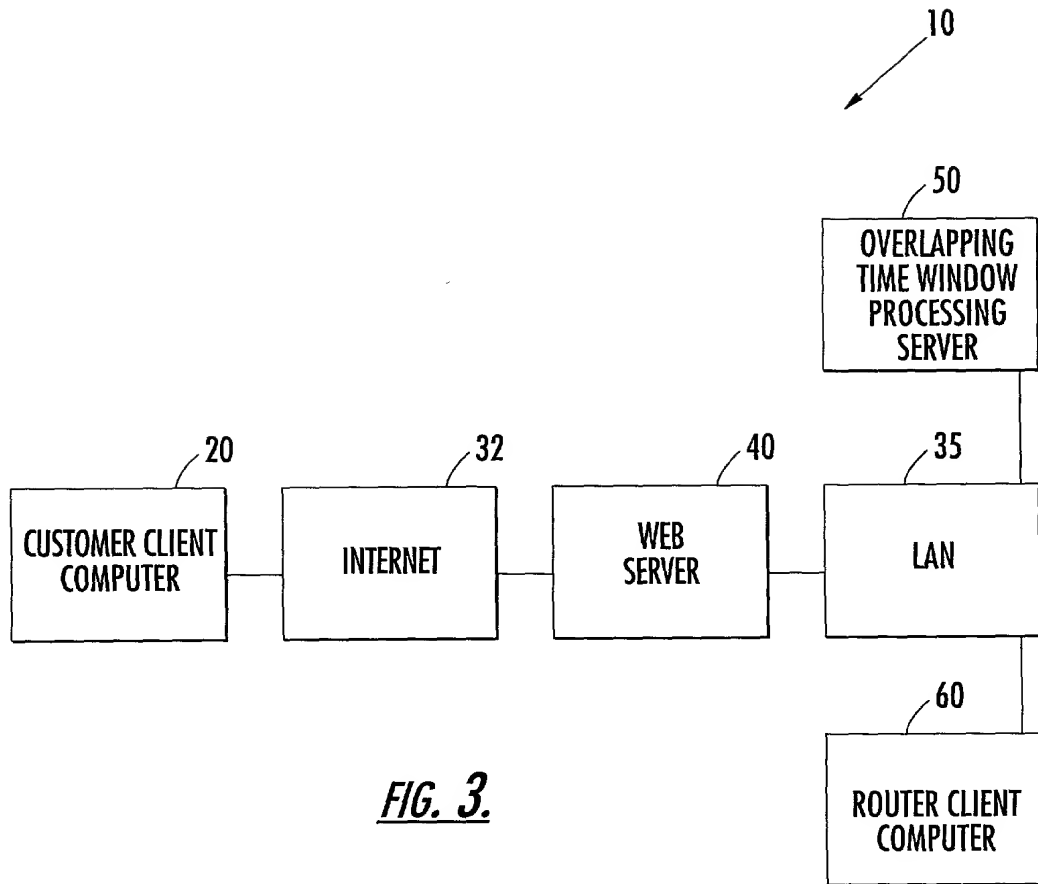 10
50
OVERLAPPING
TIME WINDOW
PROCESSING
SERVER
20
32
40
35
CUSTOMER CLIENT
COMPUTER
INTERNET
WEB
SERVER
LAN
60
ROUTER CLIENT
COMPUTER
FIG. 3.